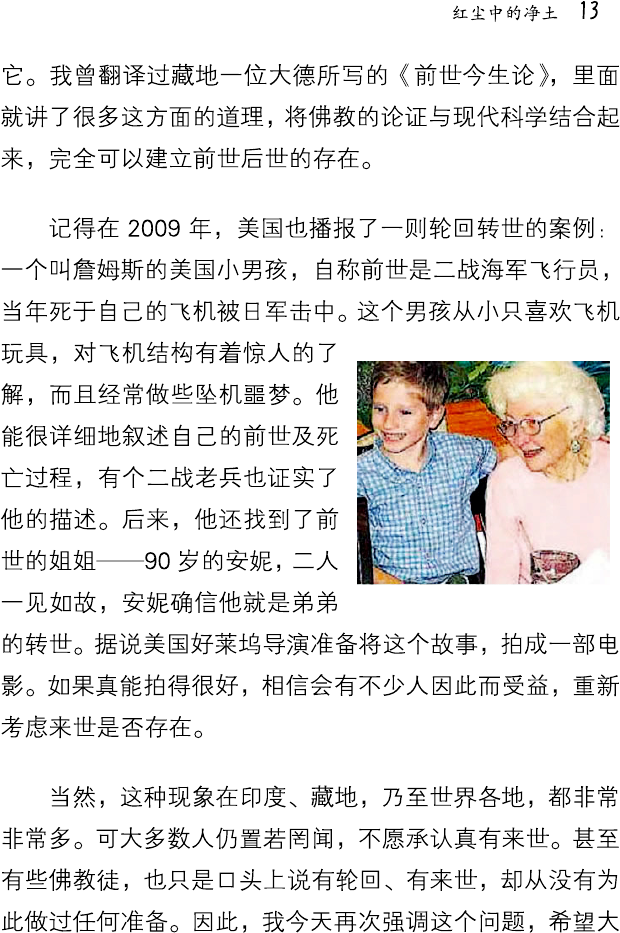 红尘中的净土 13
它。我曾翻译过藏地一位大德所写的《前世今生论》，里面
就讲了很多这方面的道理，将佛教的论证与现代科学结合起
来，完全可以建立前世后世的存在。
记得在 2009 年，美国也播报了一则轮回转世的案例：
一个叫詹姆斯的美国小男孩，自称前世是二战海军飞行员，
当年死于自己的飞机被日军击中。这个男孩从小只喜欢飞机
玩具，对飞机结构有着惊人的了
解，而且经常做些坠机噩梦。他
能很详细地叙述自己的前世及死
亡过程，有个二战老兵也证实了
他的描述。后来，他还找到了前
世的姐姐——90 岁的安妮，二人
一见如故，安妮确信他就是弟弟
的转世。据说美国好莱坞导演准备将这个故事，拍成一部电
影。如果真能拍得很好，相信会有不少人因此而受益，重新
考虑来世是否存在。
当然，这种现象在印度、藏地，乃至世界各地，都非常
非常多。可大多数人仍置若罔闻，不愿承认真有来世。甚至
有些佛教徒，也只是口头上说有轮回、有来世，却从没有为
此做过任何准备。因此，我今天再次强调这个问题，希望大